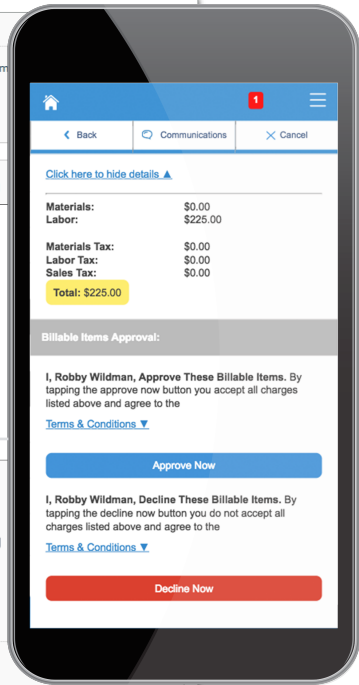 1
Back
Communications
Cancel
Click here to hide details ▲
Materials: $0.00
Labor: $225.00
Materials Tax: $0.00
Labor Tax: $0.00
Sales Tax: $0.00
Total: $225.00
Billable Items Approval:
I, Robby Wildman, Approve These Billable Items. By
tapping the approve now button you accept all charges
listed above and agree to the
Terms & Conditions ▼
Approve Now
I, Robby Wildman, Decline These Billable Items. By
tapping the decline now button you do not accept all
charges listed above and agree to the
Terms & Conditions ▼
Decline Now